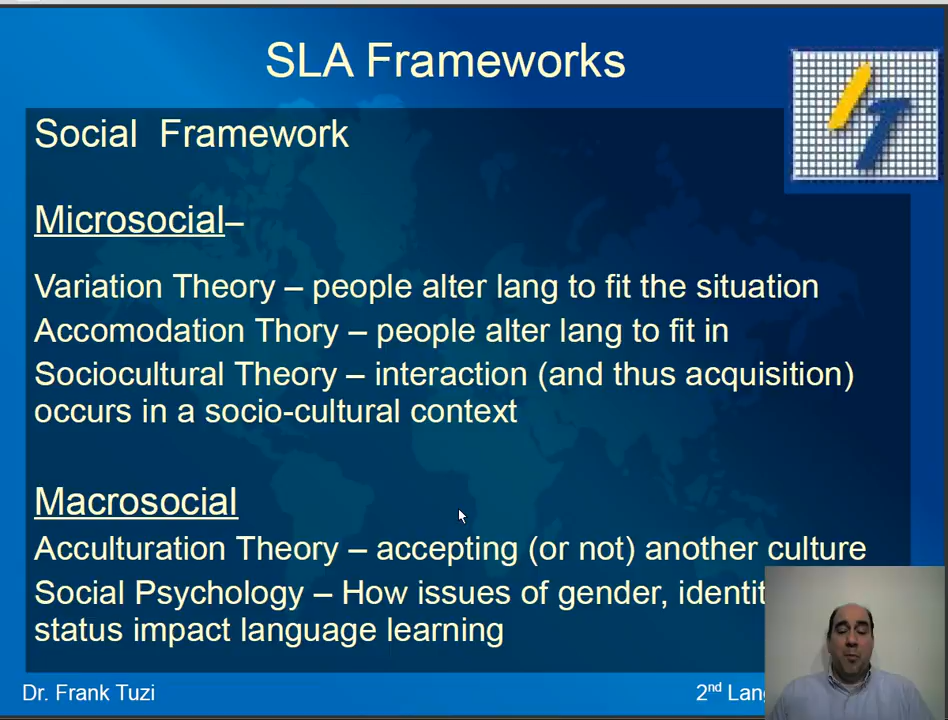 SLA Frameworks
Social Framework
Microsocial–
Variation Theory – people alter lang to fit the situation
Accomodation Thory – people alter lang to fit in
Sociocultural Theory – interaction (and thus acquisition)
occurs in a socio-cultural context
Macrosocial
Acculturation Theory – accepting (or not) another culture
Social Psychology – How issues of gender, identit
status impact language learning
Dr. Frank Tuzi
2nd Lang